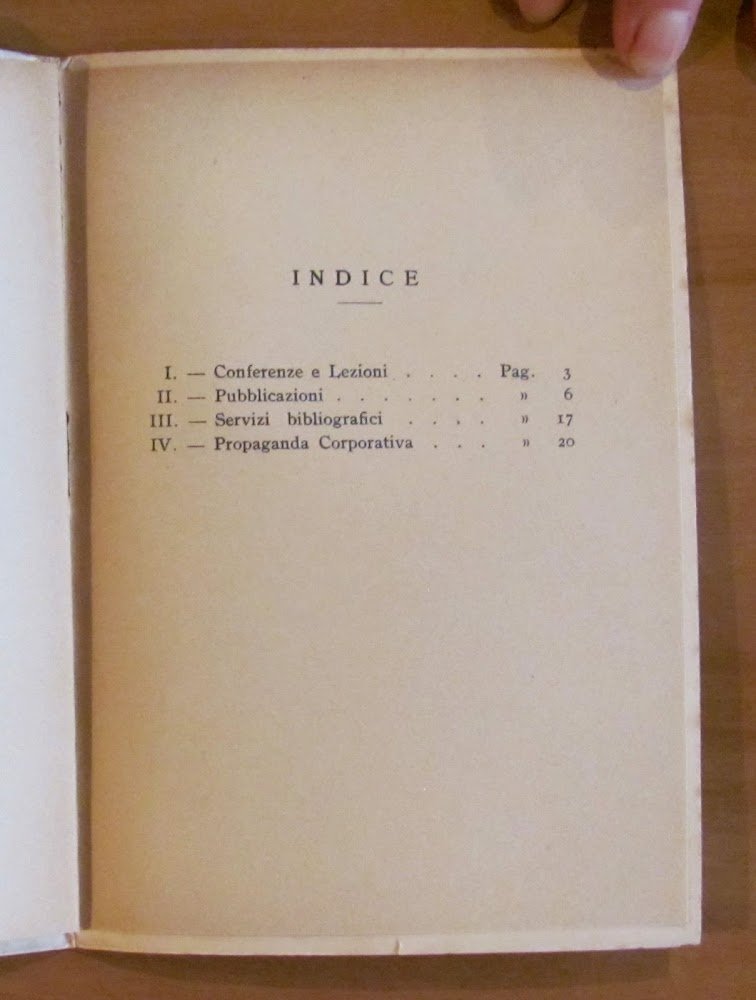 INDICE
I. — Conferenze e Lezioni . . . . Pag. 3
II. — Pubblicazioni . . . . . . . » 6
III. — Servizi bibliografici . . . . » 17
IV. — Propaganda Corporativa . . . » 20